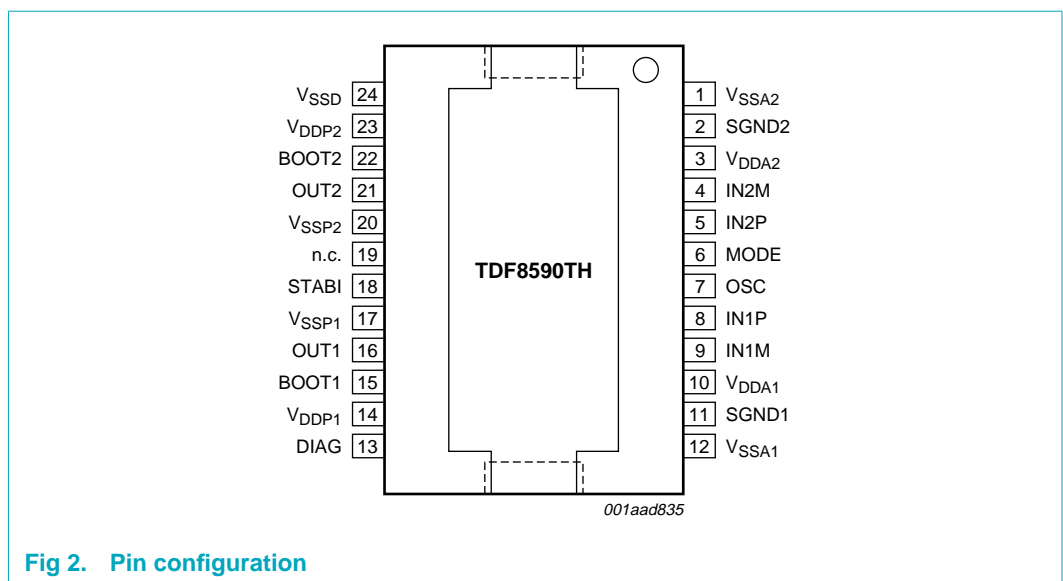 VSSD 24
VDDP2 23
BOOT2 22
OUT2 21
VSSP2 20
n.c. 19
STABI 18
VSSP1 17
OUT1 16
BOOT1 15
VDDP1 14
DIAG 13
TDF8590TH
1 VSSA2
2 SGND2
3 VDDA2
4 IN2M
5 IN2P
6 MODE
7 OSC
8 IN1P
9 IN1M
10 VDDA1
11 SGND1
12 VSSA1
001aad835
Fig 2. Pin configuration